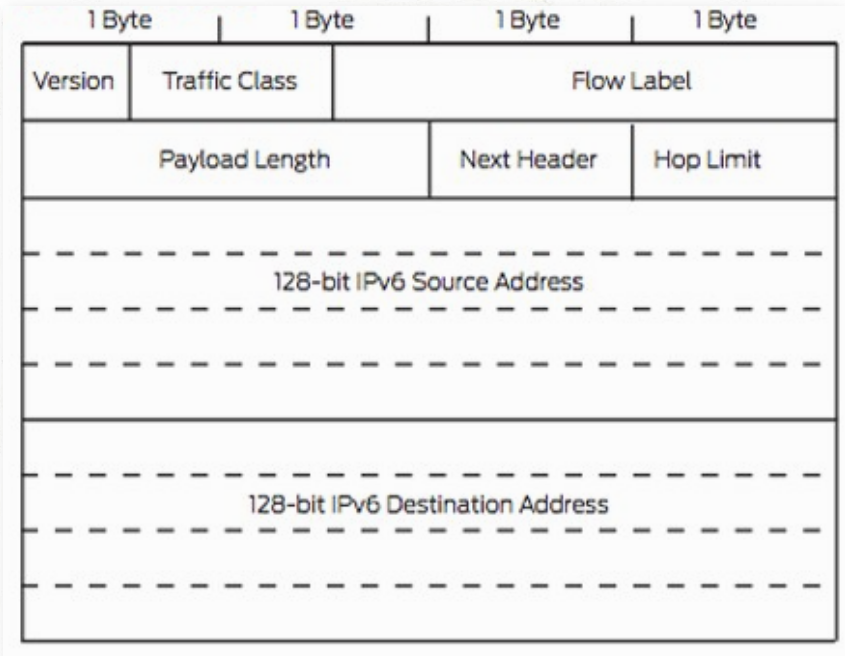 1 Byte 1 Byte 1 Byte 1 Byte
Version Traffic Class Flow Label
Payload Length Next Header Hop Limit
128-bit IPv6 Source Address
128-bit IPv6 Destination Address